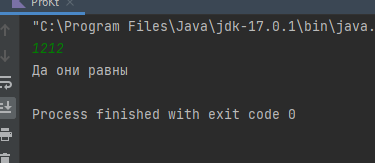 ProKt
"C:\Program Files\Java\jdk-17.0.1\bin\java.
1212
Да они равны
Process finished with exit code 0